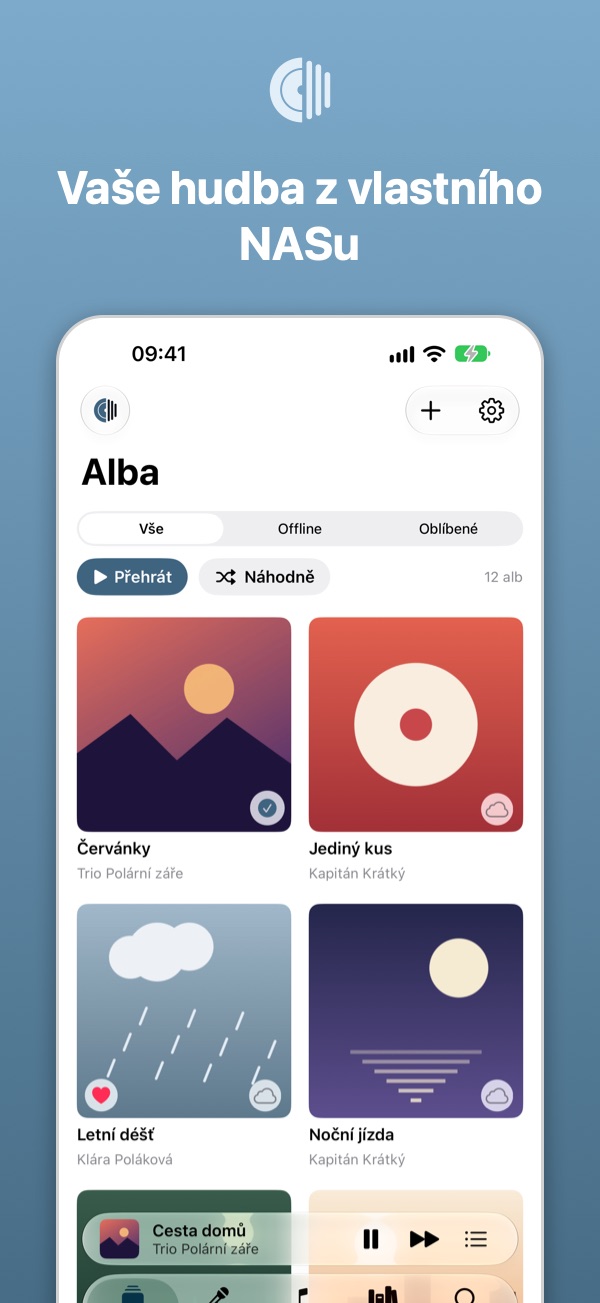 Vaše hudba z vlastního
NASu
09:41
Alba
Vše
Offline
Oblíbené
Přehrát
Náhodně
12 alb
Červánky
Trio Polární záře
Jediný kus
Kapitán Krátký
Letní déšť
Klára Poláková
Noční jízda
Kapitán Krátký
Cesta domů
Trio Polární záře